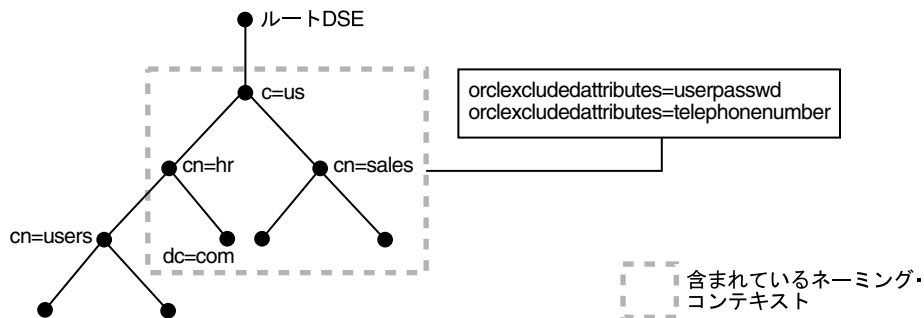 ルートDSE
c=us
orclexcludedattributes=userpasswd
orclexcludedattributes=telephonenumber
cn=hr
cn=sales
cn=users
dc=com
含まれているネーミング・
コンテキスト